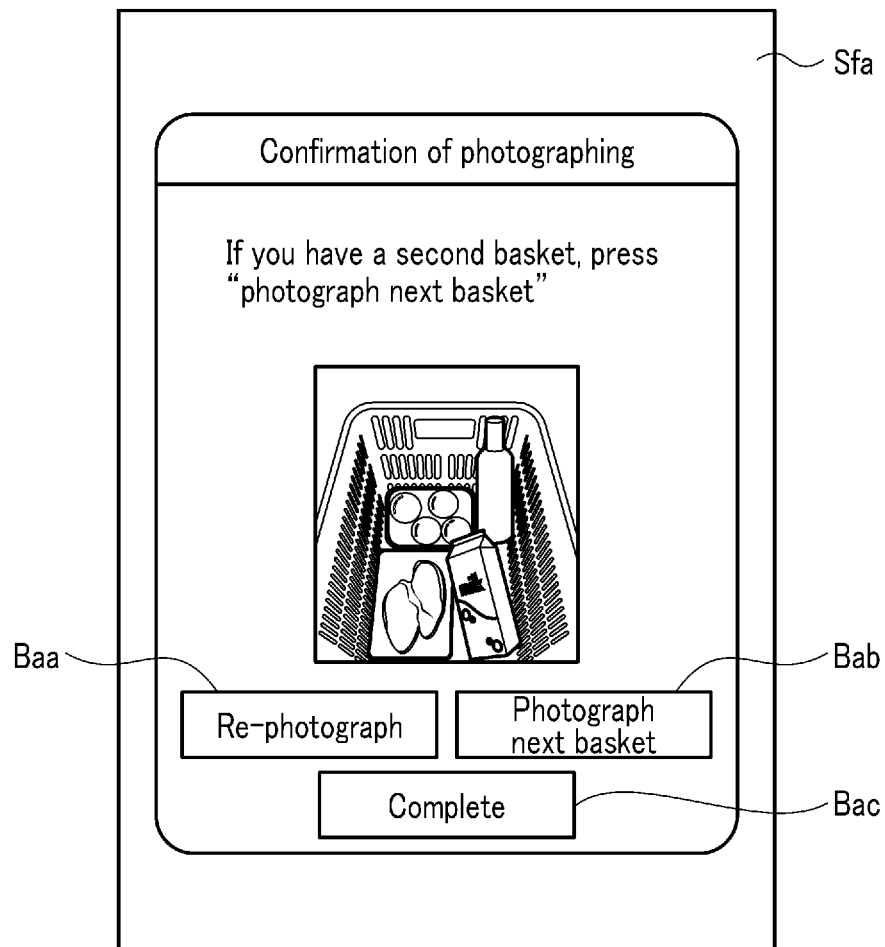 Sfa
Confirmation of photographing
If you have a second basket, press
“photograph next basket”
milk
Baa
Bab
Re-photograph
Photograph
next basket
Complete
Bac